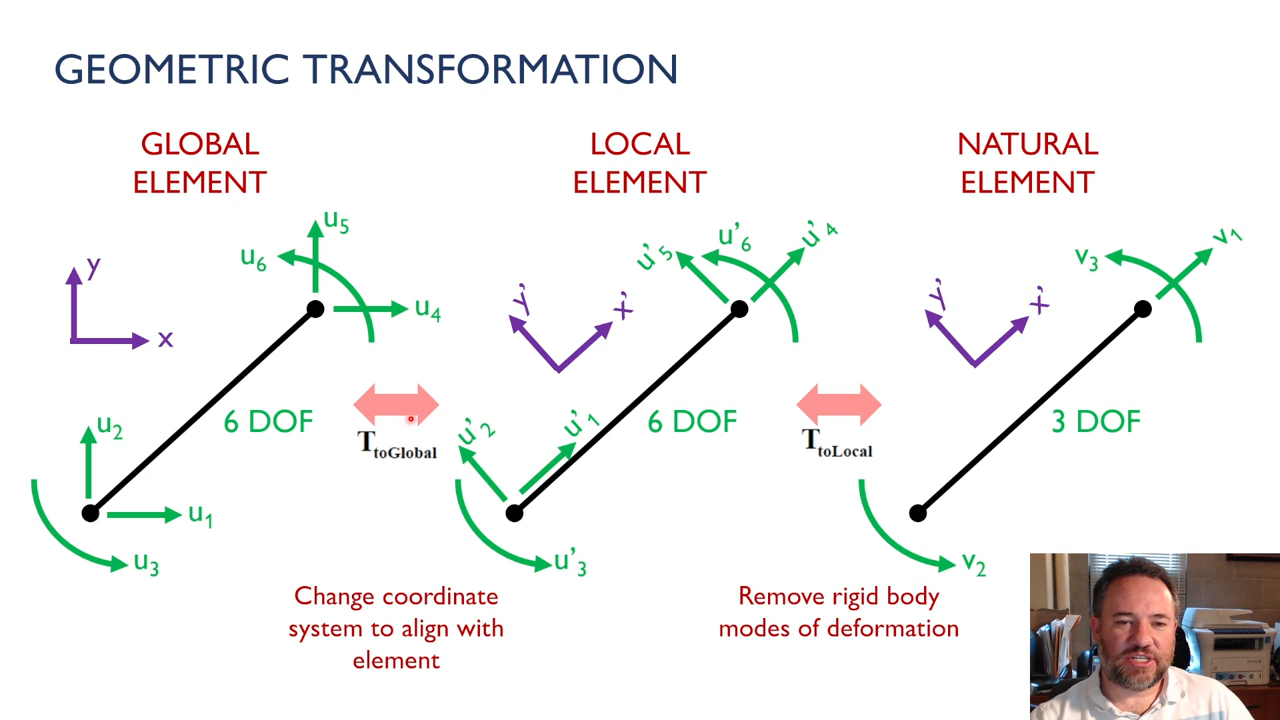 GEOMETRIC TRANSFORMATION
GLOBAL
ELEMENT
y
x
u5
u6
u4
u2
u1
u3
6 DOF
TtoGlobal
Change coordinate
system to align with
element
LOCAL
ELEMENT
y'
x'
u'5
u'6
u'4
u'2
u'1
u'3
6 DOF
TtoLocal
Remove rigid body
modes of deformation
NATURAL
ELEMENT
y'
x'
v3
v1
3 DOF
v2